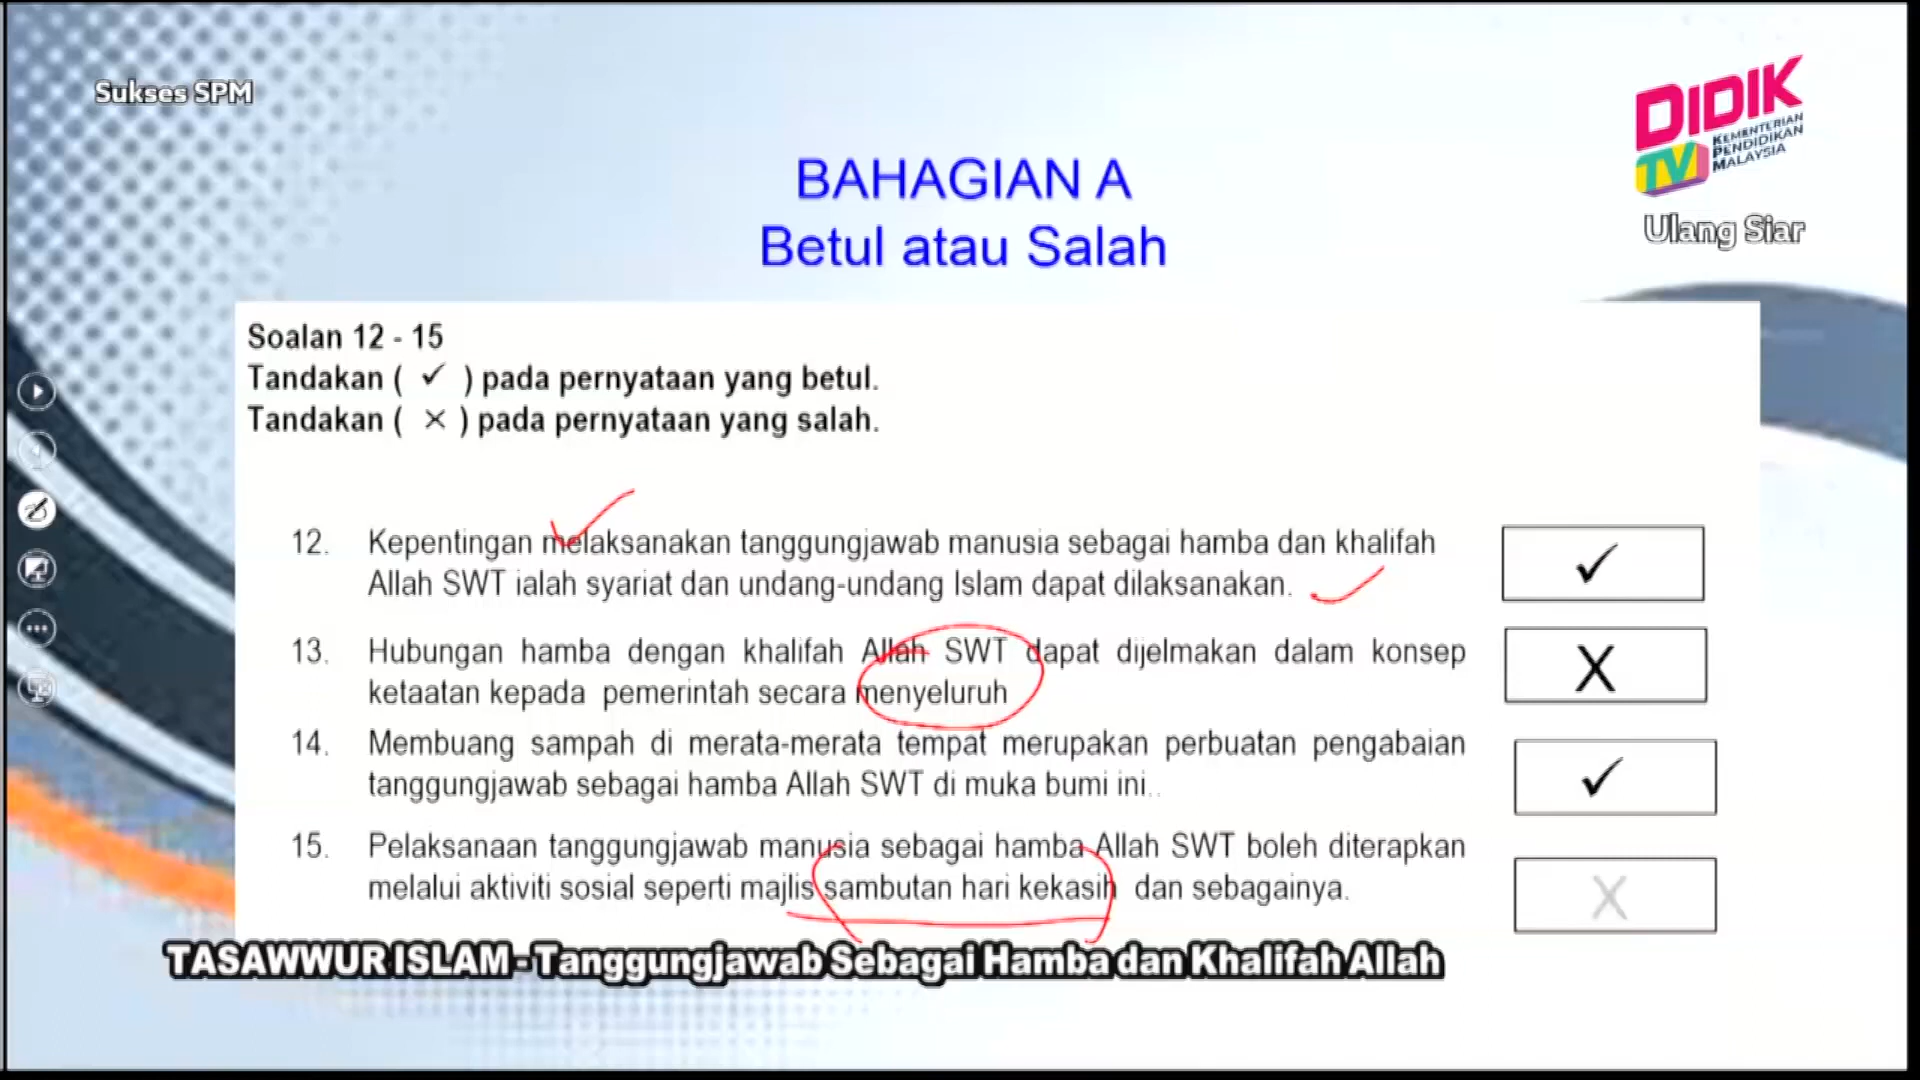 Sukses SPM
DIDIK
TV
KEMENTERIAN
PENDIDIKAN
MALAYSIA
Ulang Siar
BAHAGIAN A
Betul atau Salah
Soalan 12 - 15
Tandakan ( ✓ ) pada pernyataan yang betul.
Tandakan ( × ) pada pernyataan yang salah.
12. Kepentingan melaksanakan tanggungjawab manusia sebagai hamba dan khalifah
Allah SWT ialah syariat dan undang-undang Islam dapat dilaksanakan.
✓
13. Hubungan hamba dengan khalifah Allah SWT dapat dijelmakan dalam konsep
ketaatan kepada pemerintah secara menyeluruh
X
14. Membuang sampah di merata-merata tempat merupakan perbuatan pengabaian
tanggungjawab sebagai hamba Allah SWT di muka bumi ini..
✓
15. Pelaksanaan tanggungjawab manusia sebagai hamba Allah SWT boleh diterapkan
melalui aktiviti sosial seperti majlis sambutan hari kekasih dan sebagainya.
X
TASAWWUR ISLAM - Tanggungjawab Sebagai Hamba dan Khalifah Allah